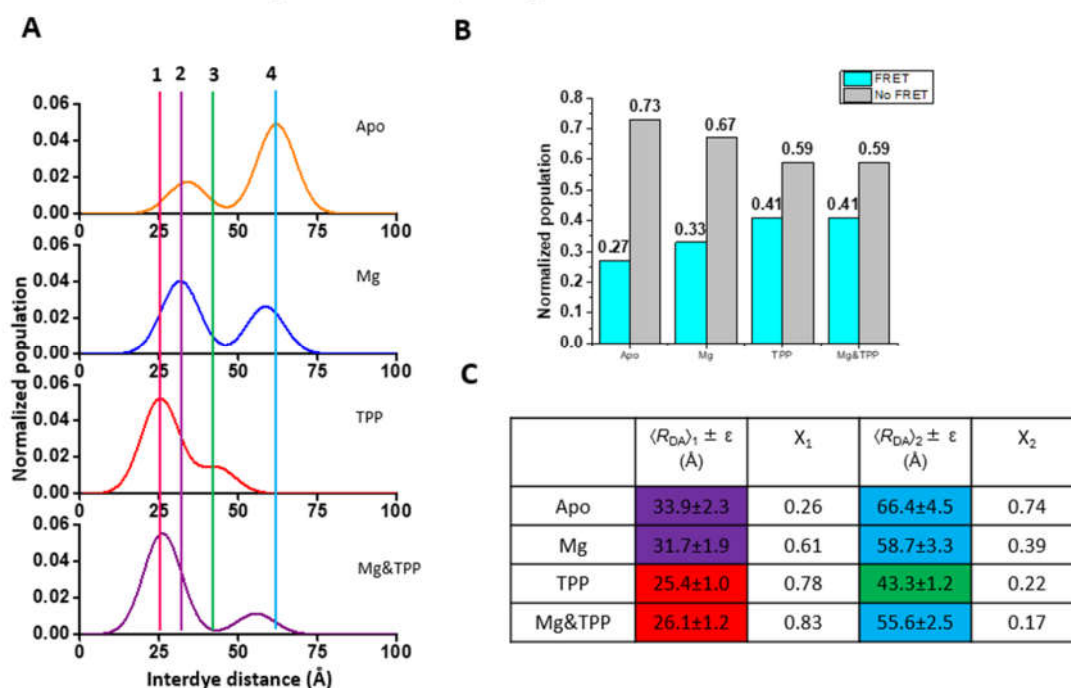 A
1 2 3 4
0.06
0.04
0.02
0.00
Apo
0 25 50 75 100
0.06
0.04
0.02
0.00
Mg
0 25 50 75 100
0.06
0.04
0.02
0.00
TPP
0 25 50 75 100
0.06
0.04
0.02
0.00
Mg&TPP
0 25 50 75 100
Normalized population
Interdye distance (Å)
B
FRET
No FRET
Normalized population
0.8
0.7
0.6
0.5
0.4
0.3
0.2
0.1
0.0
0.27 0.73 0.33 0.67 0.41 0.59 0.41 0.59
Apo Mg TPP Mg&TPP
C
⟨RDA⟩1 ± ε (Å) X1 ⟨RDA⟩2 ± ε (Å) X2
Apo 33.9±2.3 0.26 66.4±4.5 0.74
Mg 31.7±1.9 0.61 58.7±3.3 0.39
TPP 25.4±1.0 0.78 43.3±1.2 0.22
Mg&TPP 26.1±1.2 0.83 55.6±2.5 0.17